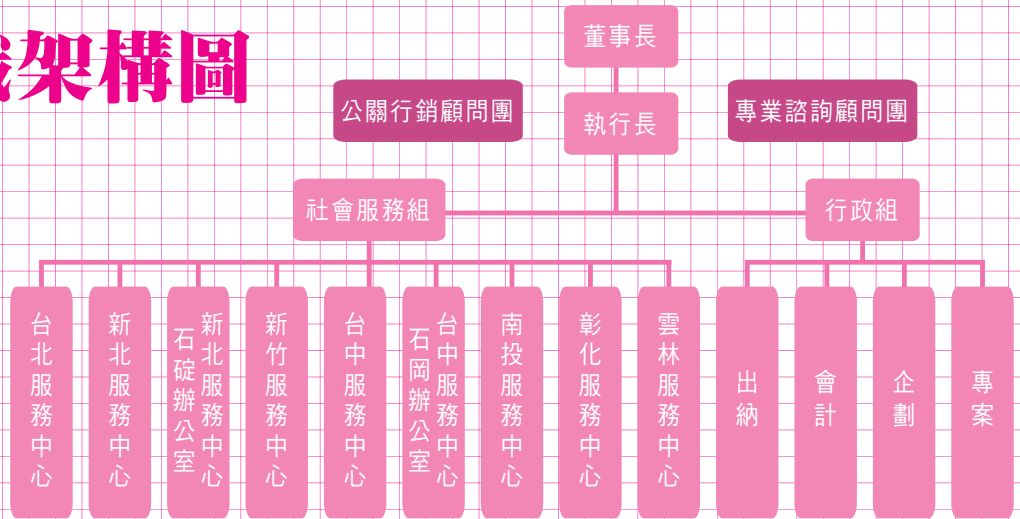 架構圖
董事長
公關行銷顧問團
執行長
專業諮詢顧問團
社會服務組
行政組
台北服務中心
新北服務中心
新北服務中心
石碇辦公室
新竹服務中心
台中服務中心
台中服務中心
石岡辦公室
南投服務中心
彰化服務中心
雲林服務中心
出納
會計
企劃
專案